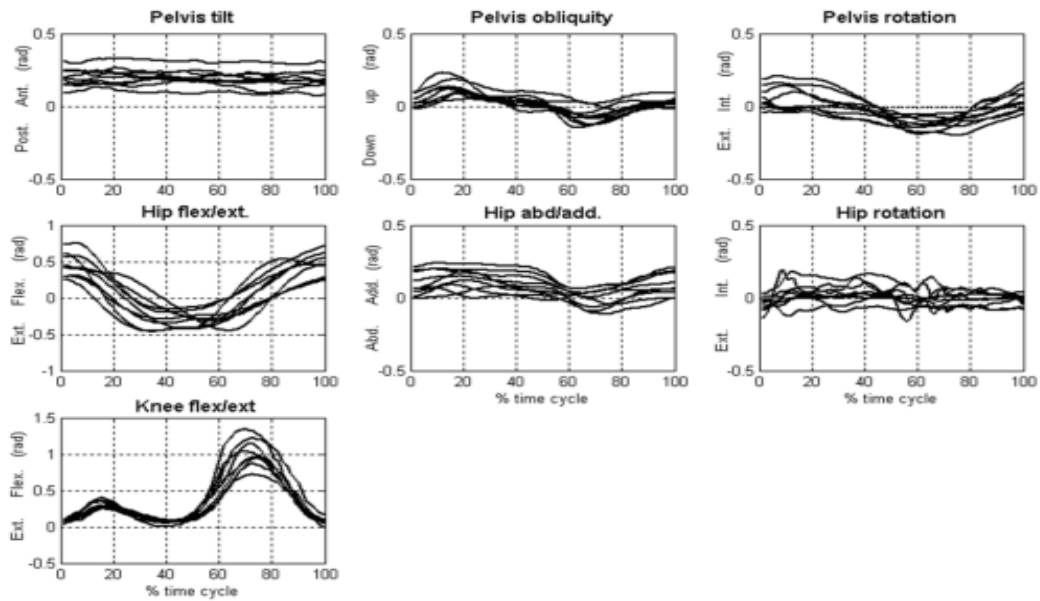 Pelvis tilt
0.5
0
-0.5
Post. Ant. (rad)
0 20 40 60 80 100
Pelvis obliquity
0.5
0
-0.5
Down up (rad)
0 20 40 60 80 100
Pelvis rotation
0.5
0
-0.5
Ext. Int. (rad)
0 20 40 60 80 100
Hip flex/ext.
1
0.5
0
-0.5
-1
Ext. Flex. (rad)
0 20 40 60 80 100
Hip abd/add.
0.5
0
-0.5
Abd. Add. (rad)
0 20 40 60 80 100
% time cycle
Hip rotation
0.5
0
-0.5
Ext. Int. (rad)
0 20 40 60 80 100
% time cycle
Knee flex/ext
1.5
1
0.5
0
-0.5
Ext. Flex. (rad)
0 20 40 60 80 100
% time cycle